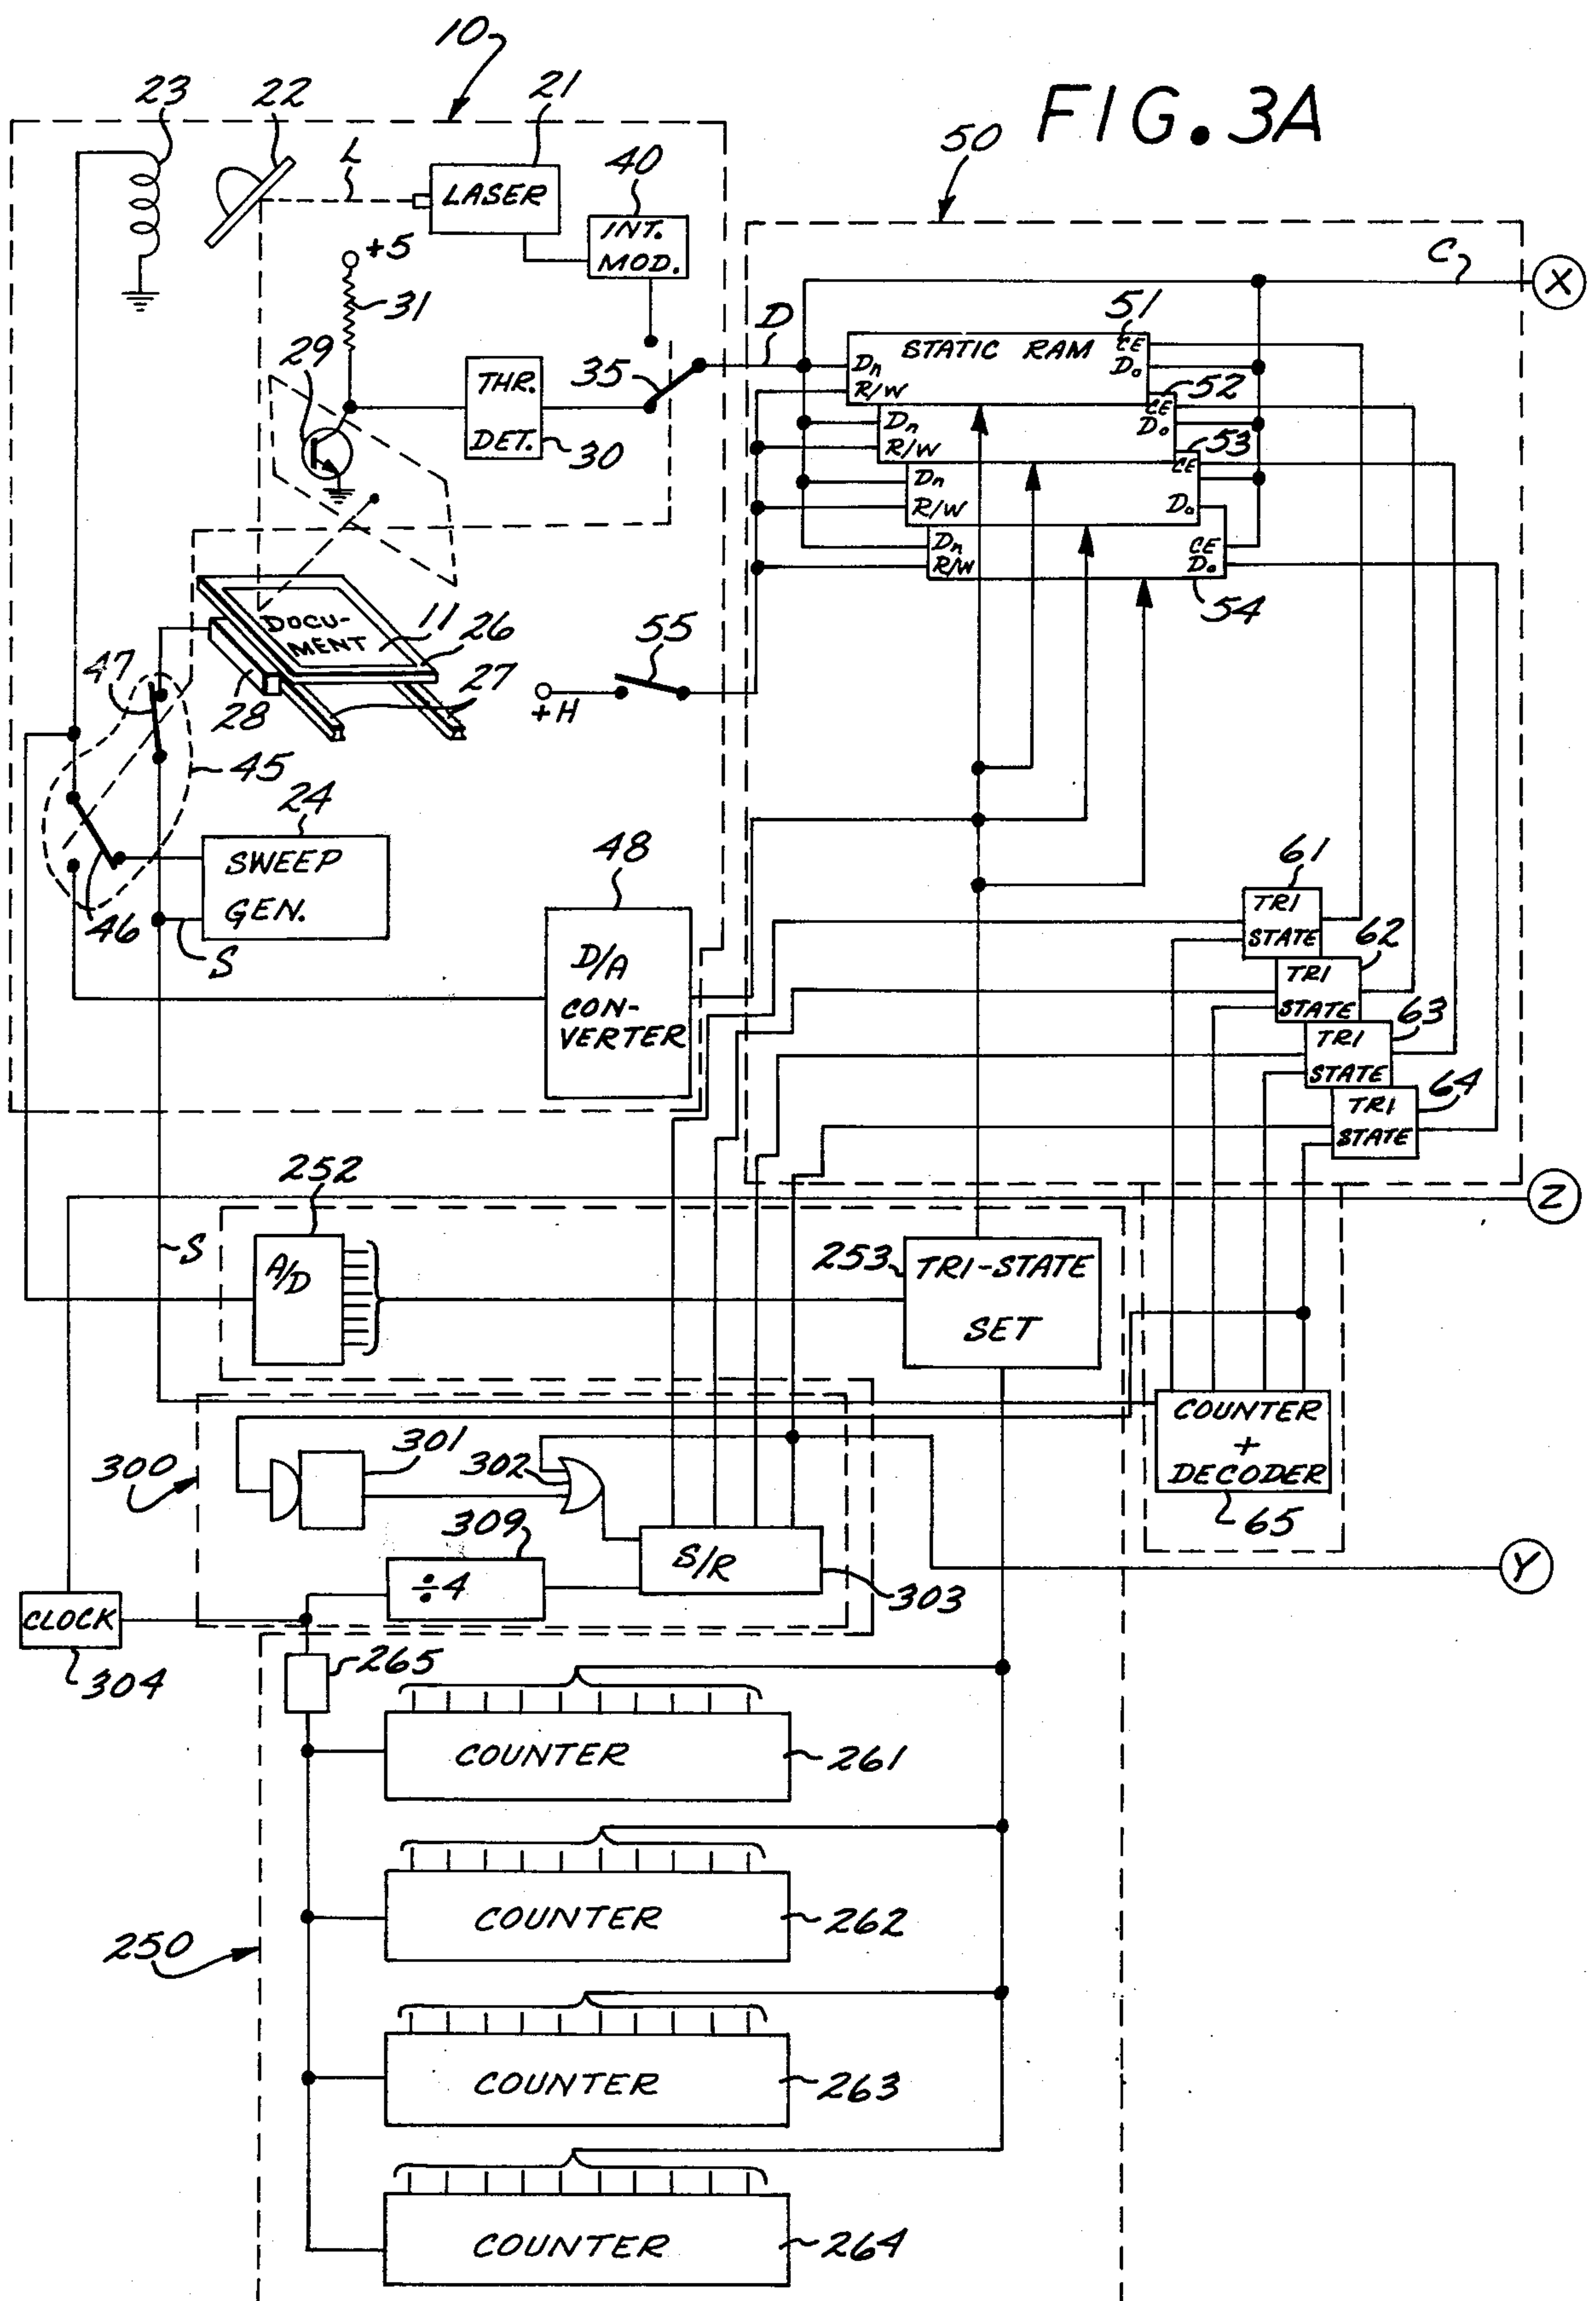 FIG. 3A
10
23
22
L
21
LASER
40
INT.
MOD.
50
C
X
+5
31
29
THR.
DET.
30
35
D
51
STATIC RAM
CE
Dn
Do
R/W
52
CE
Dn
Do
R/W
53
CE
Dn
R/W
Do
Dn
CE
R/W
Do
54
DOCU-
MENT
11
26
27
28
47
55
+H
45
24
SWEEP
GEN.
46
S
48
D/A
CON-
VERTER
61
TRI
STATE
62
TRI
STATE
63
TRI
STATE
64
TRI
STATE
Z
252
A/D
S
253
TRI-STATE
SET
COUNTER
+
DECODER
65
300
301
302
309
÷4
S/R
303
Y
CLOCK
304
265
COUNTER
261
COUNTER
262
250
COUNTER
263
COUNTER
264